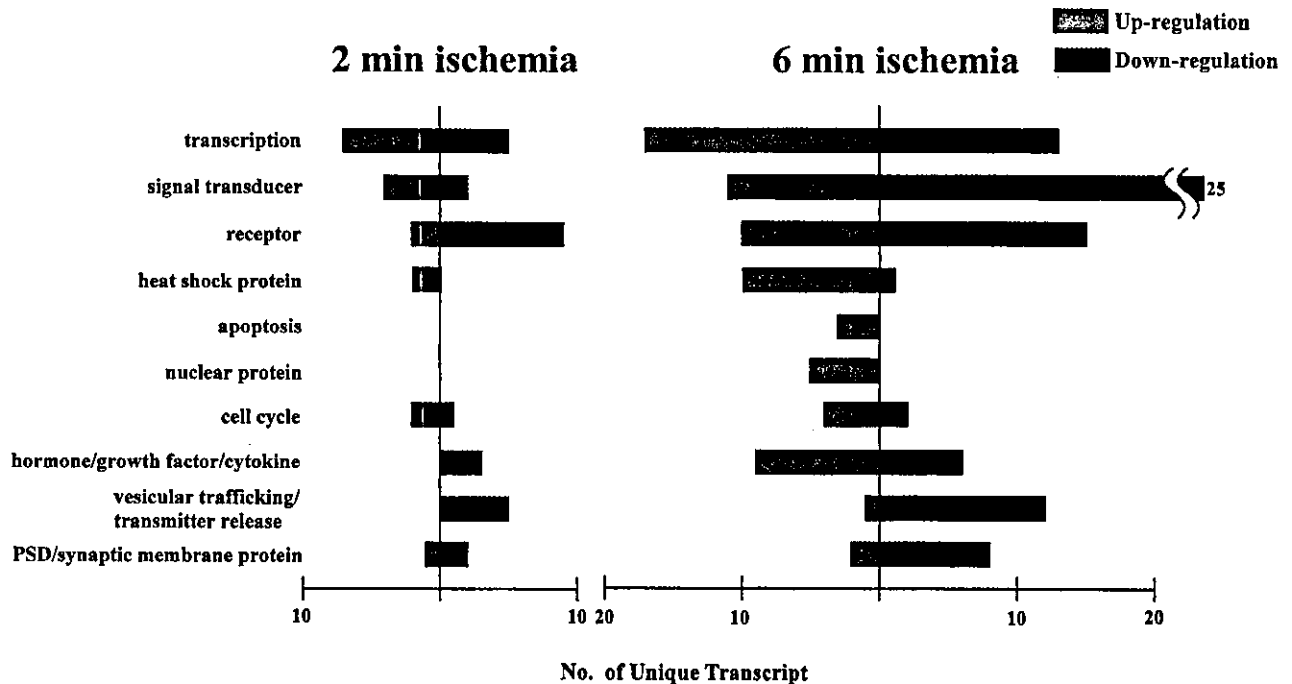 Up-regulation
Down-regulation
2 min ischemia
6 min ischemia
transcription
signal transducer
25
receptor
heat shock protein
apoptosis
nuclear protein
cell cycle
hormone/growth factor/cytokine
vesicular trafficking/
transmitter release
PSD/synaptic membrane protein
10
10
20
10
10
20
No. of Unique Transcript